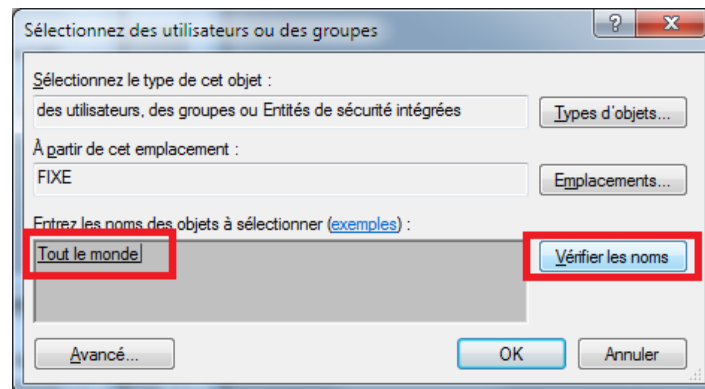 Sélectionnez des utilisateurs ou des groupes
Sélectionnez le type de cet objet :
des utilisateurs, des groupes ou Entités de sécurité intégrées
Types d'objets...
À partir de cet emplacement :
FIXE
Emplacements...
Entrez les noms des objets à sélectionner (exemples) :
Tout le monde
Vérifier les noms
Avancé...
OK
Annuler